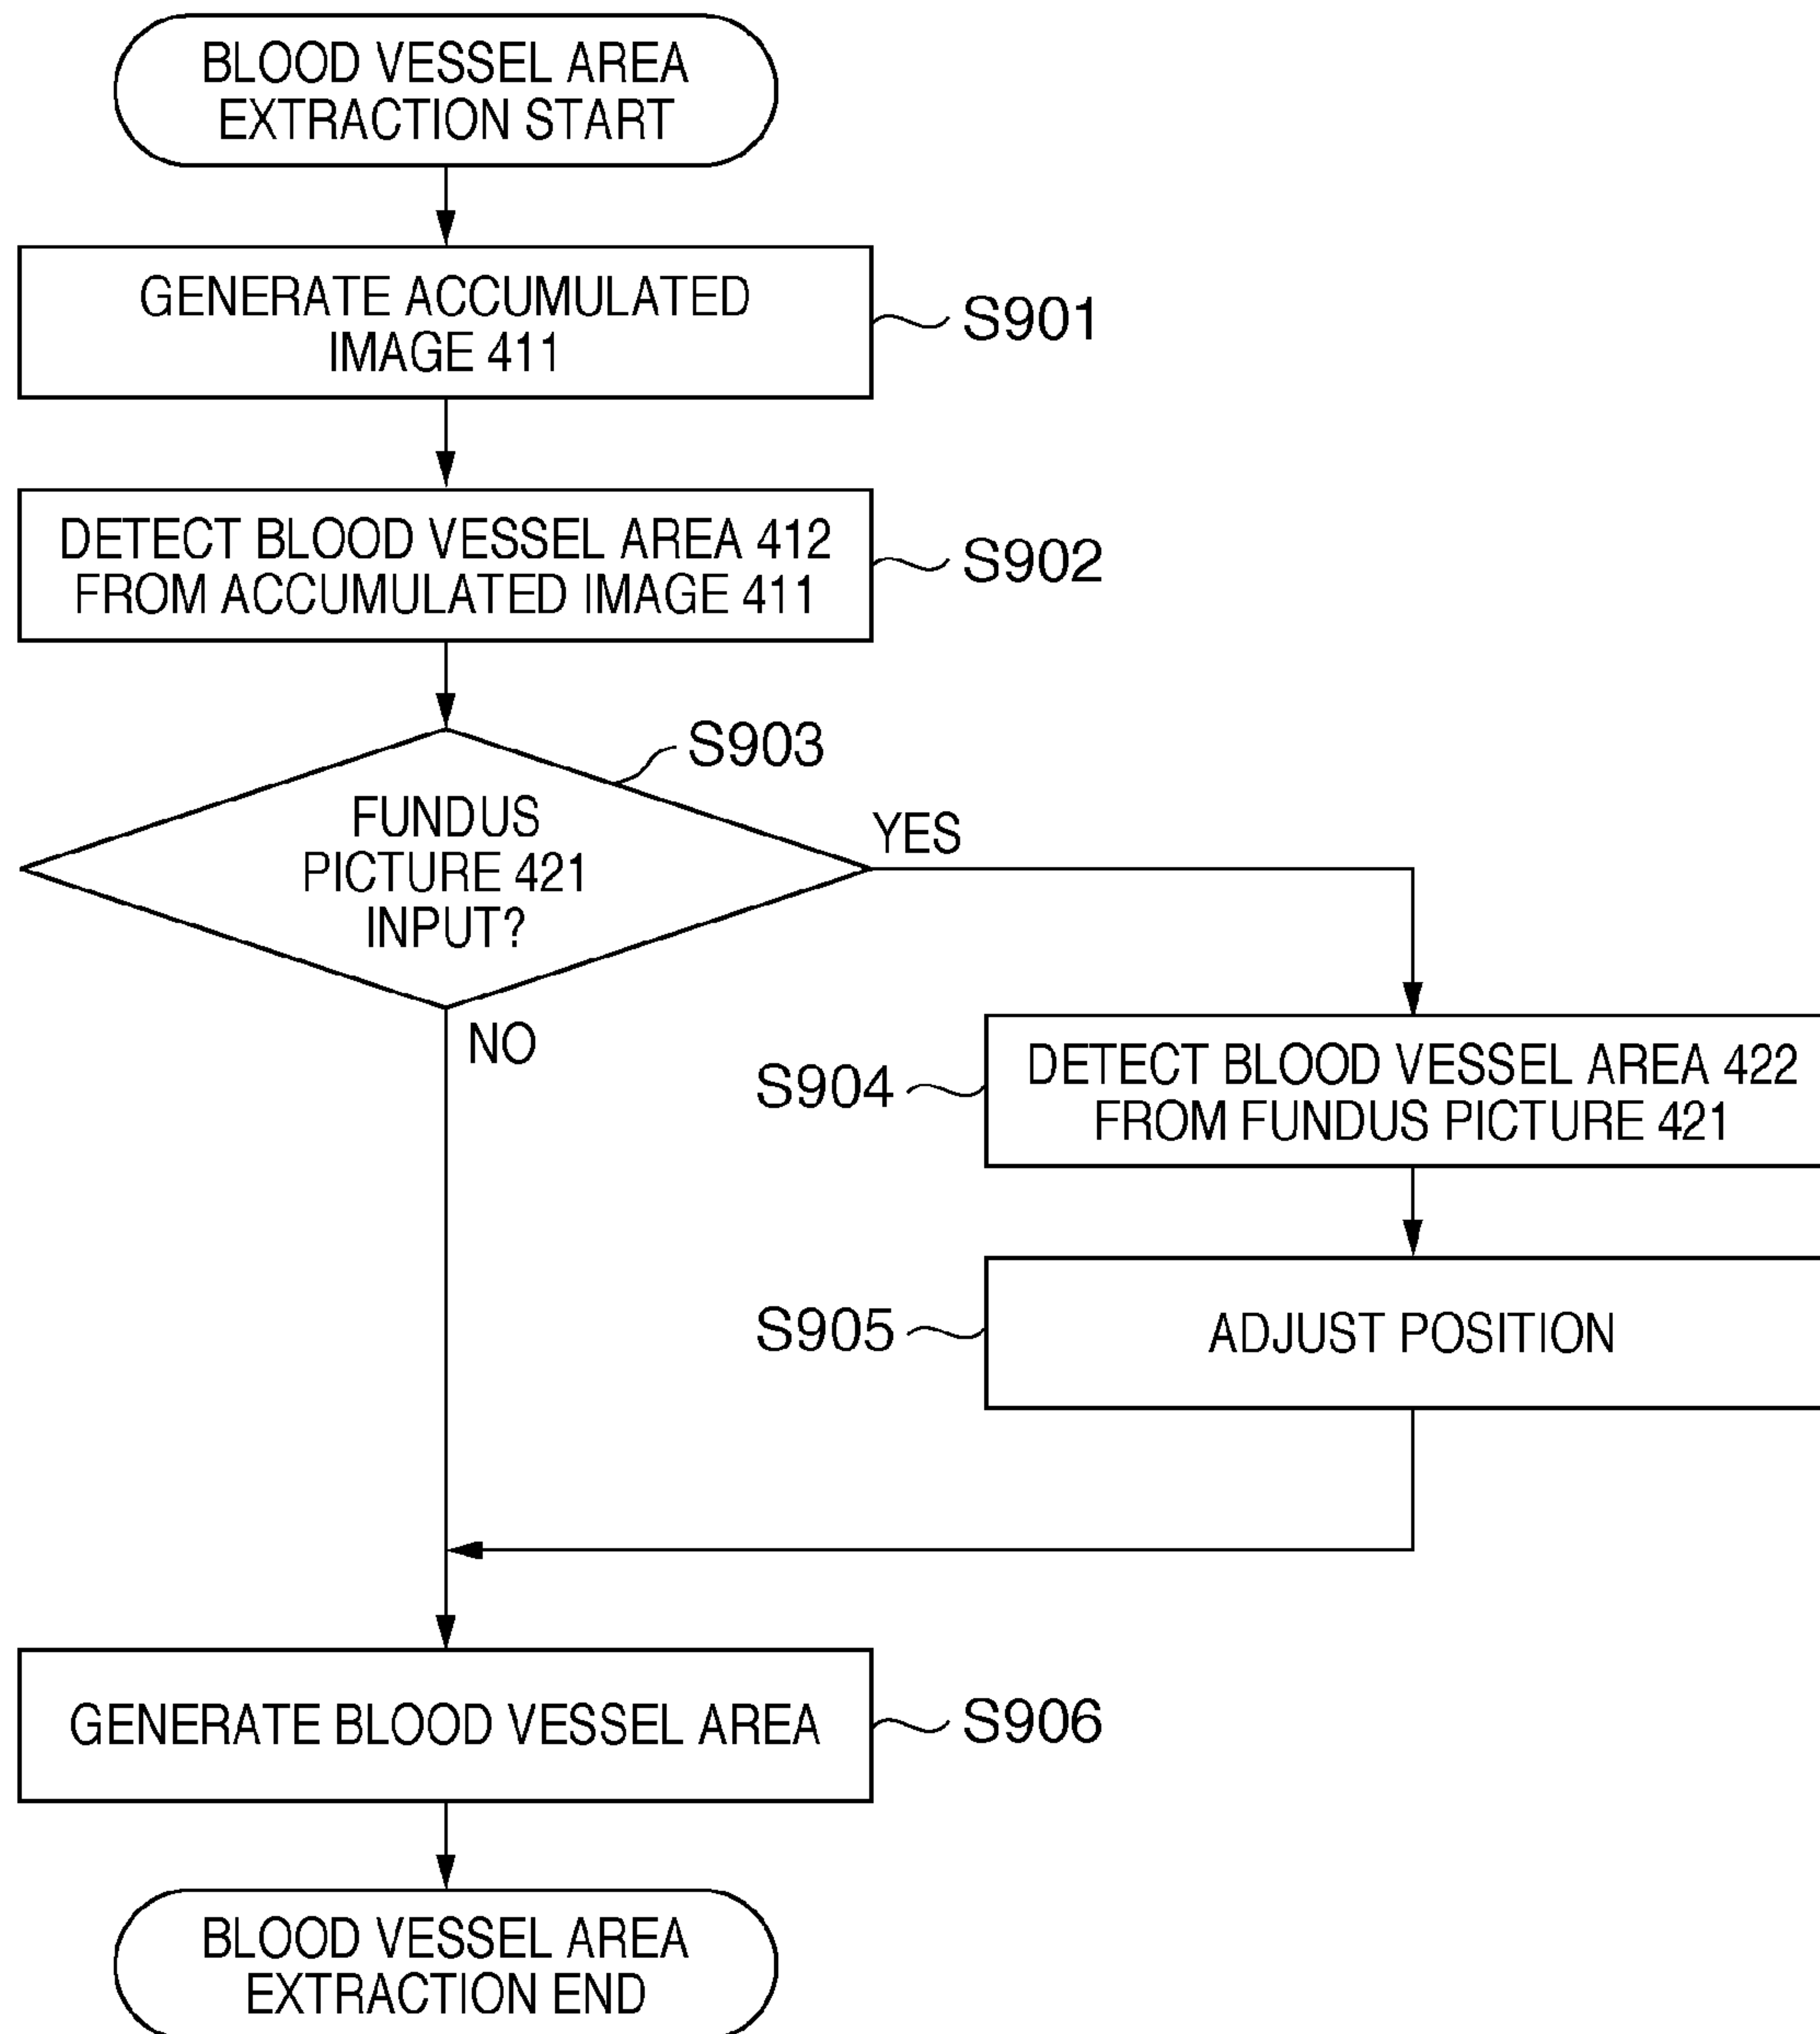 BLOOD VESSEL AREA
EXTRACTION START
GENERATE ACCUMULATED
IMAGE 411
S901
DETECT BLOOD VESSEL AREA 412
FROM ACCUMULATED IMAGE 411
S902
S903
FUNDUS
PICTURE 421
INPUT?
YES
NO
S904
DETECT BLOOD VESSEL AREA 422
FROM FUNDUS PICTURE 421
S905
ADJUST POSITION
GENERATE BLOOD VESSEL AREA
S906
BLOOD VESSEL AREA
EXTRACTION END